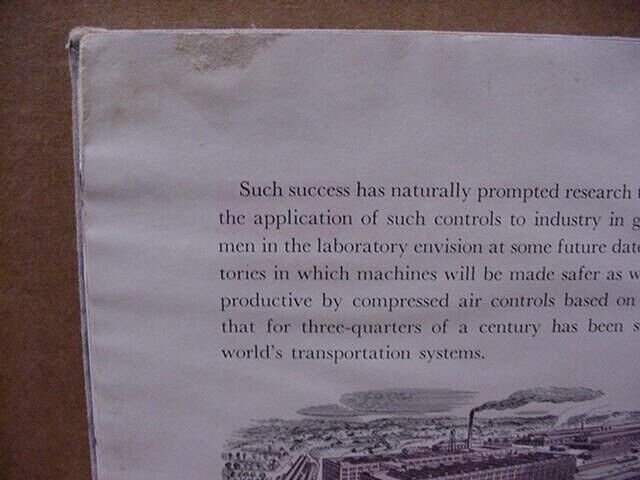 Such success has naturally prompted research
the application of such controls to industry in
men in the laboratory envision at some future date
tories in which machines will be made safer as
productive by compressed air controls based on
that for three-quarters of a century has been
world's transportation systems.